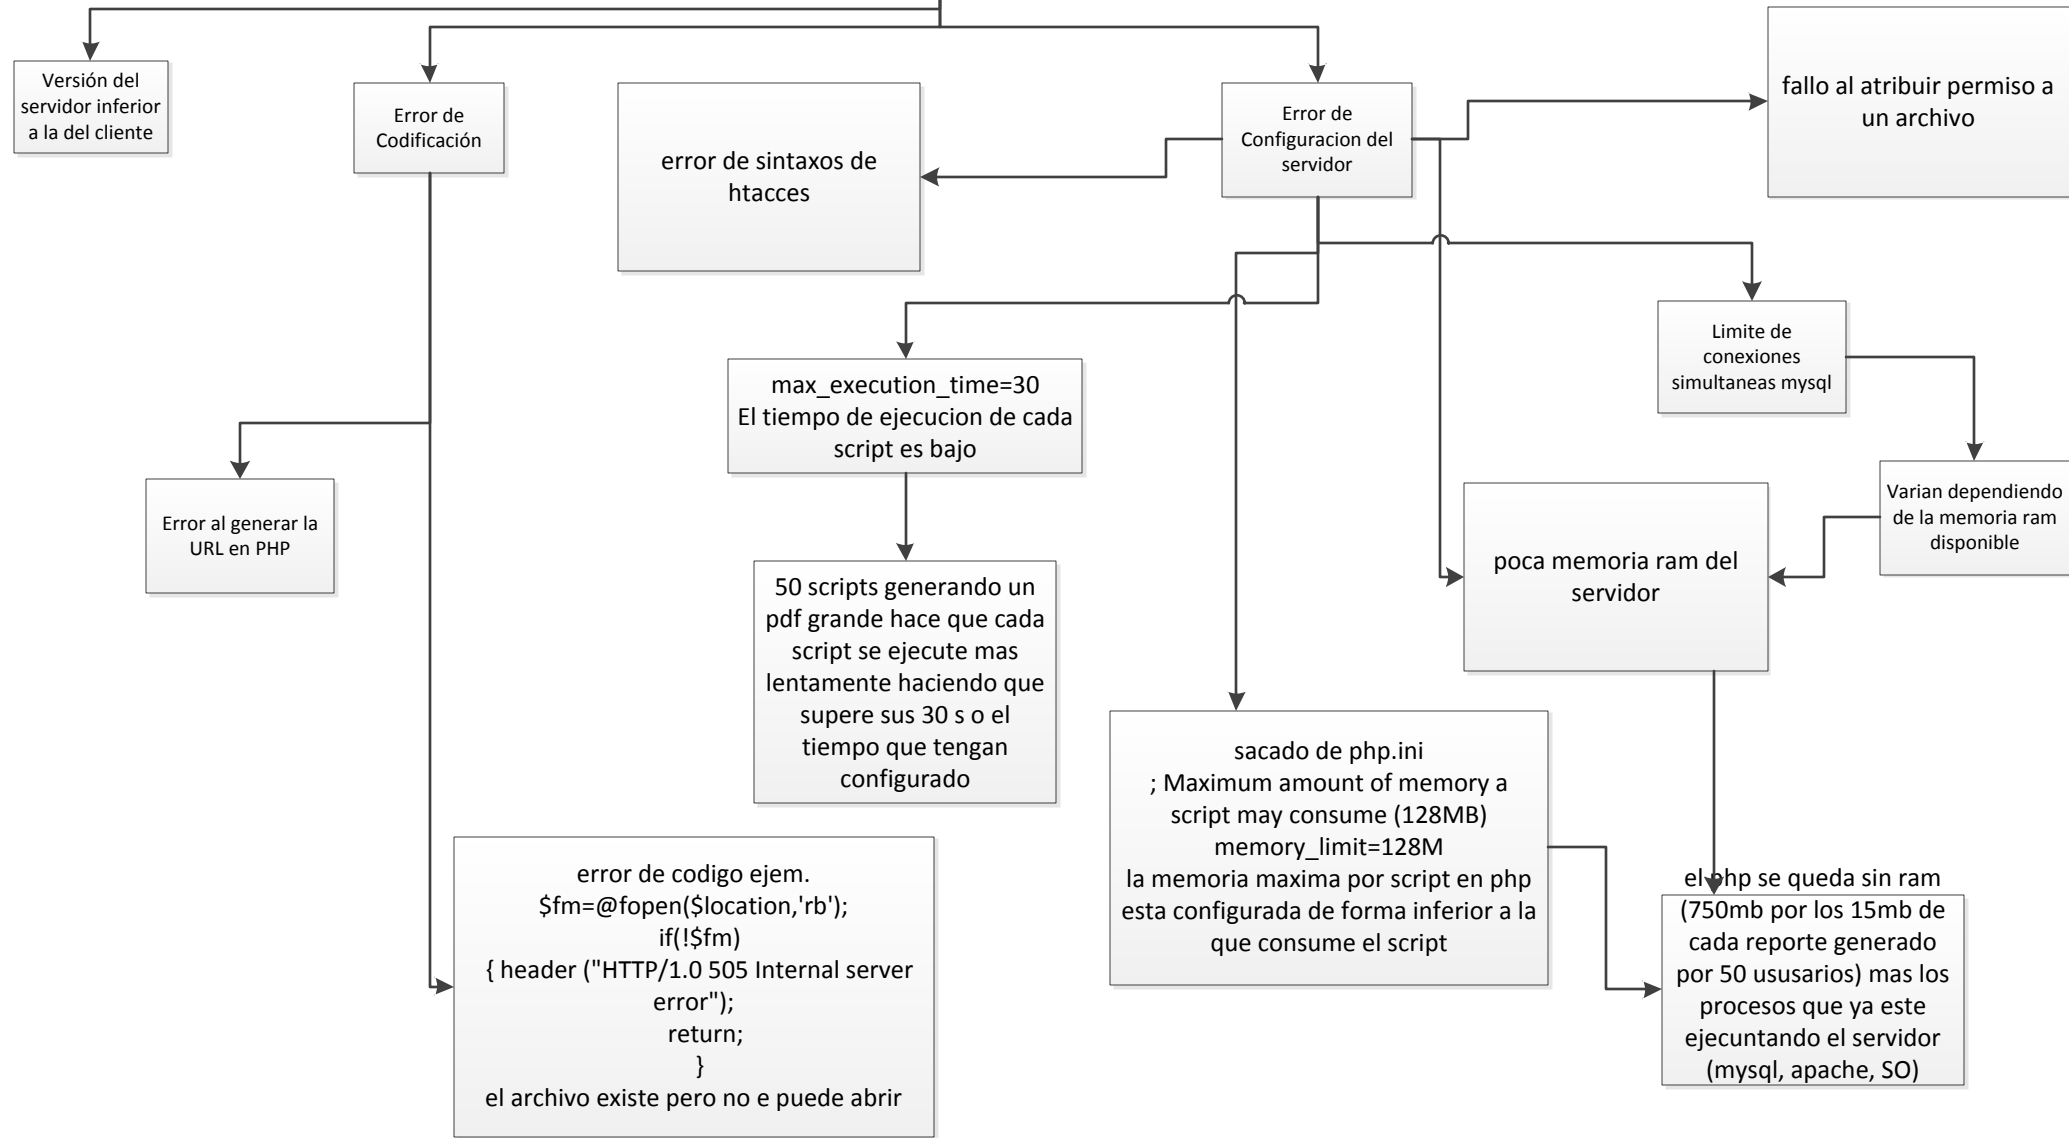 Versión del
servidor inferior
a la del cliente
Error de
Codificación
error de sintaxos de
htacces
Error de
Configuracion del
servidor
fallo al atribuir permiso a
un archivo
Limite de
conexiones
simultaneas mysql
max_execution_time=30
El tiempo de ejecucion de cada
script es bajo
Varian dependiendo
de la memoria ram
disponible
Error al generar la
URL en PHP
poca memoria ram del
servidor
50 scripts generando un
pdf grande hace que cada
script se ejecute mas
lentamente haciendo que
supere sus 30 s o el
tiempo que tengan
configurado
sacado de php.ini
; Maximum amount of memory a
script may consume (128MB)
memory_limit=128M
la memoria maxima por script en php
esta configurada de forma inferior a la
que consume el script
error de codigo ejem.
$fm=@fopen($location,'rb');
if(!$fm)
{ header ("HTTP/1.0 505 Internal server
error");
return;
}
el archivo existe pero no e puede abrir
el php se queda sin ram
(750mb por los 15mb de
cada reporte generado
por 50 ususarios) mas los
procesos que ya este
ejecuntando el servidor
(mysql, apache, SO)